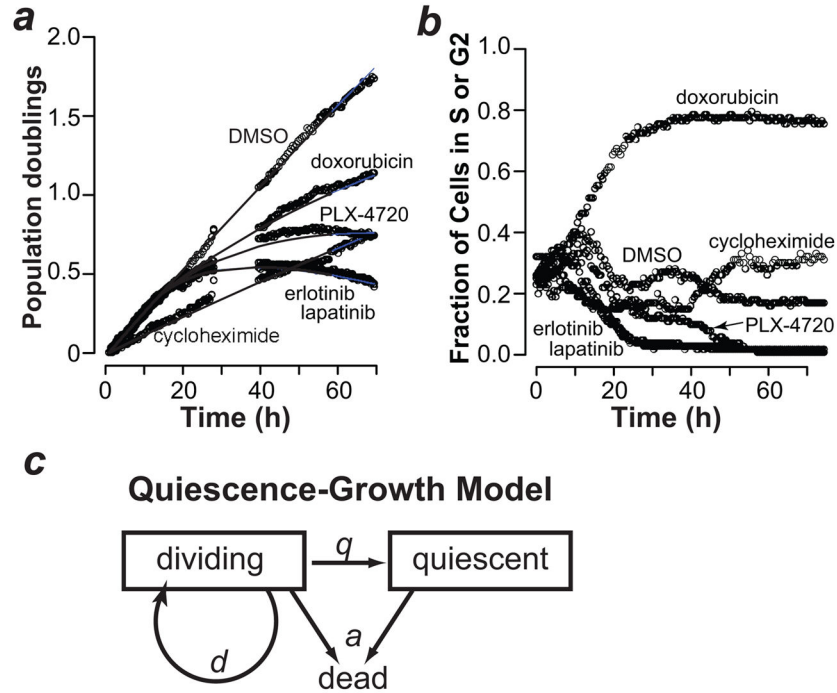 a
Population doublings
2.0
1.5
1.0
0.5
0
DMSO
doxorubicin
PLX-4720
erlotinib
lapatinib
cycloheximide
0 20 40 60
Time (h)
b
Fraction of Cells in S or G2
1.0
0.8
0.6
0.4
0.2
0.0
doxorubicin
DMSO
cycloheximide
PLX-4720
erlotinib
lapatinib
0 20 40 60
Time (h)
c
Quiescence-Growth Model
dividing
q
quiescent
d
a
dead